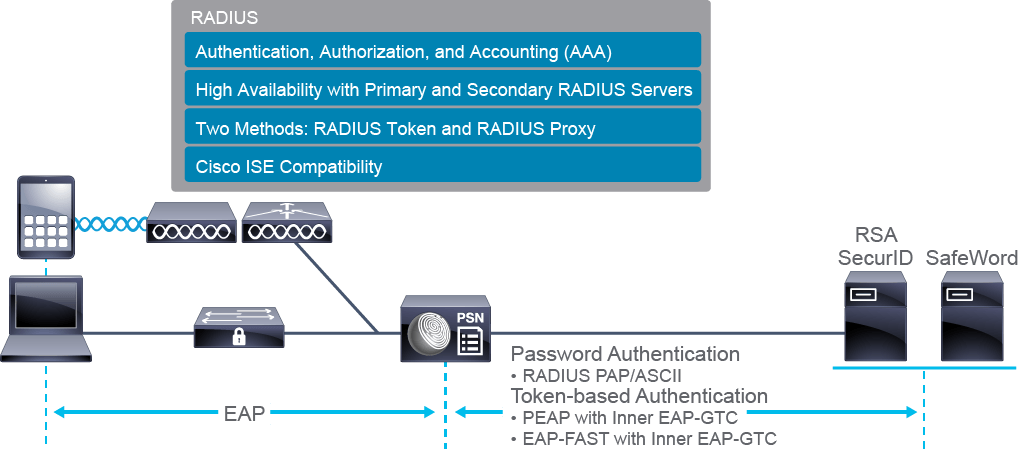 RADIUS
Authentication, Authorization, and Accounting (AAA)
High Availability with Primary and Secondary RADIUS Servers
Two Methods: RADIUS Token and RADIUS Proxy
Cisco ISE Compatibility
RSA
SecurID
SafeWord
PSN
Password Authentication
• RADIUS PAP/ASCII
Token-based Authentication
• PEAP with Inner EAP-GTC
• EAP-FAST with Inner EAP-GTC
EAP